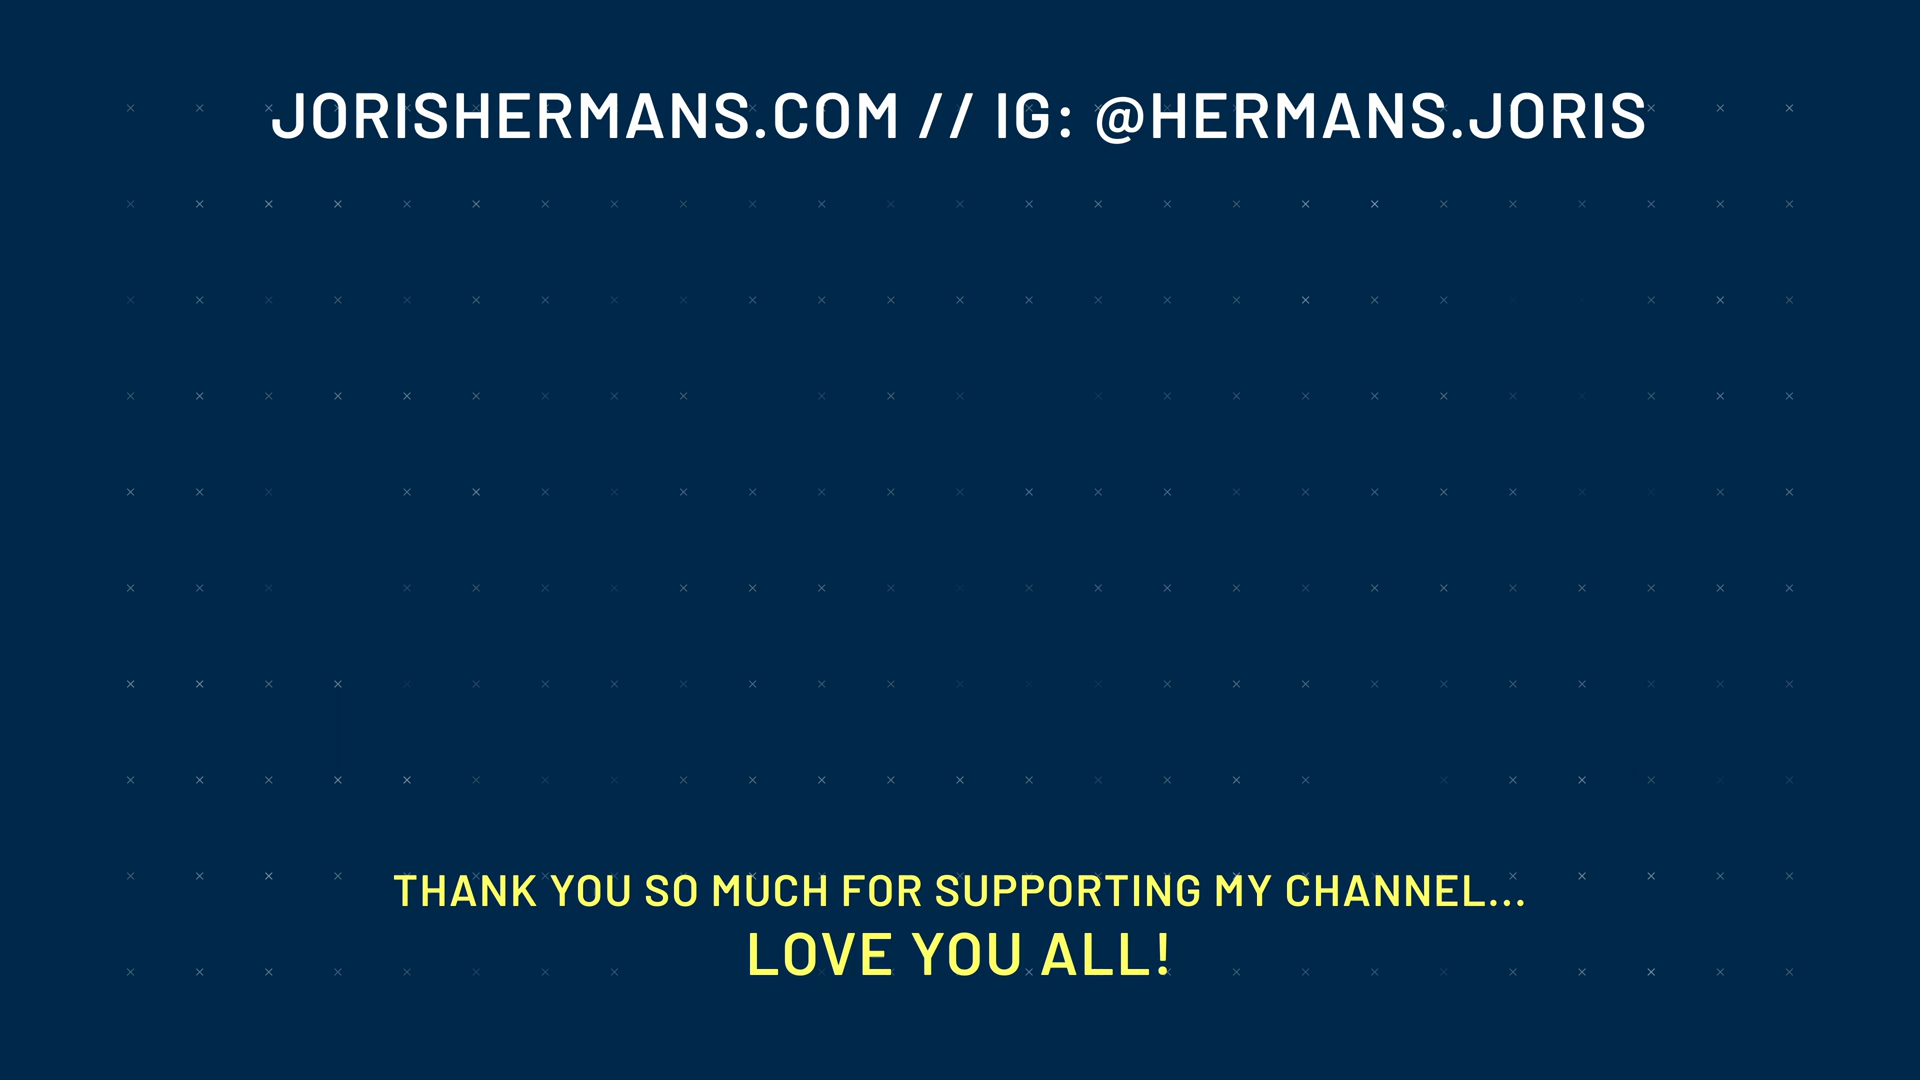 JORISHERMANS.COM // IG: @HERMANS.JORIS
THANK YOU SO MUCH FOR SUPPORTING MY CHANNEL...
LOVE YOU ALL!